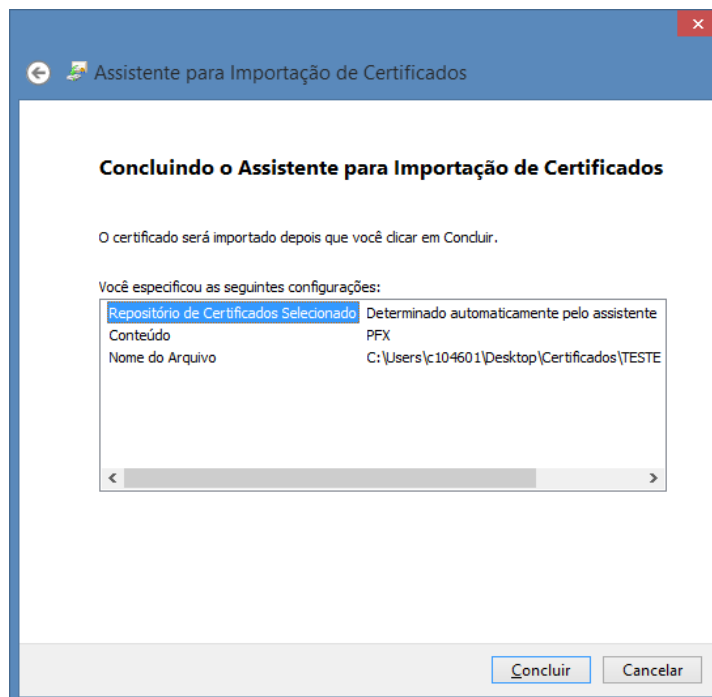 Assistente para Importação de Certificados
Concluindo o Assistente para Importação de Certificados
O certificado será importado depois que você clicar em Concluir.
Você especificou as seguintes configurações:
Repositório de Certificados Selecionado Determinado automaticamente pelo assistente
Conteúdo PFX
Nome do Arquivo C:\Users\c104601\Desktop\Certificados\TESTE
Concluir Cancelar